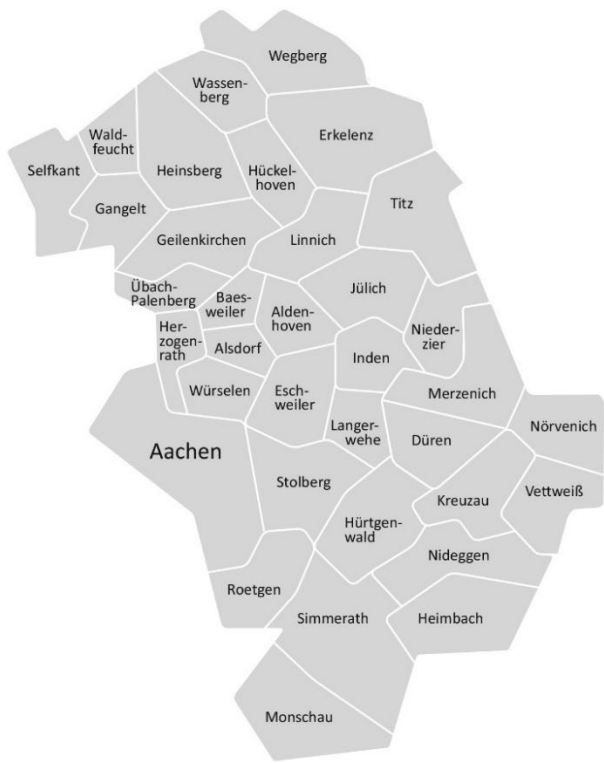 Wegberg
Wassen-
berg
Erkelenz
Wald-
feucht
Selfkant
Heinsberg
Hückel-
hoven
Titz
Gangelt
Geilenkirchen
Linnich
Übach-
Palenberg
Baes-
weiler
Jülich
Alden-
hoven
Nieder-
zier
Her-
zogen-
rath
Alsdorf
Inden
Würselen
Esch-
weiler
Merzenich
Langer-
wehe
Düren
Nörvenich
Aachen
Stolberg
Kreuzau
Vettweiß
Hürtgen-
wald
Nideggen
Roetgen
Simmerath
Heimbach
Monschau